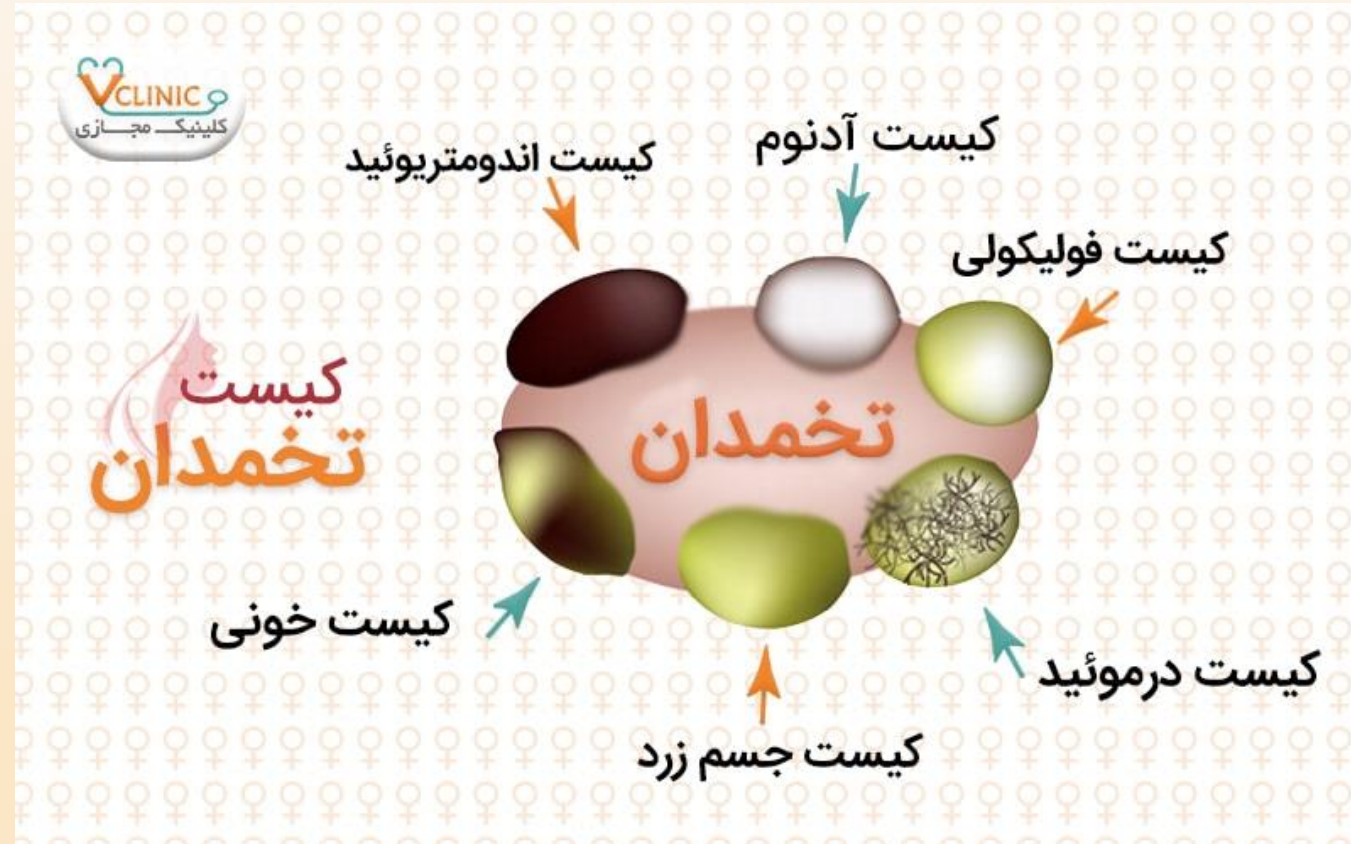 VCLINIC
کلینیک مجازی
کیست آدنوم
کیست اندومتریوئید
کیست فولیکولی
کیست
تخمدان
تخمدان
کیست خونی
کیست درموئید
کیست جسم زرد